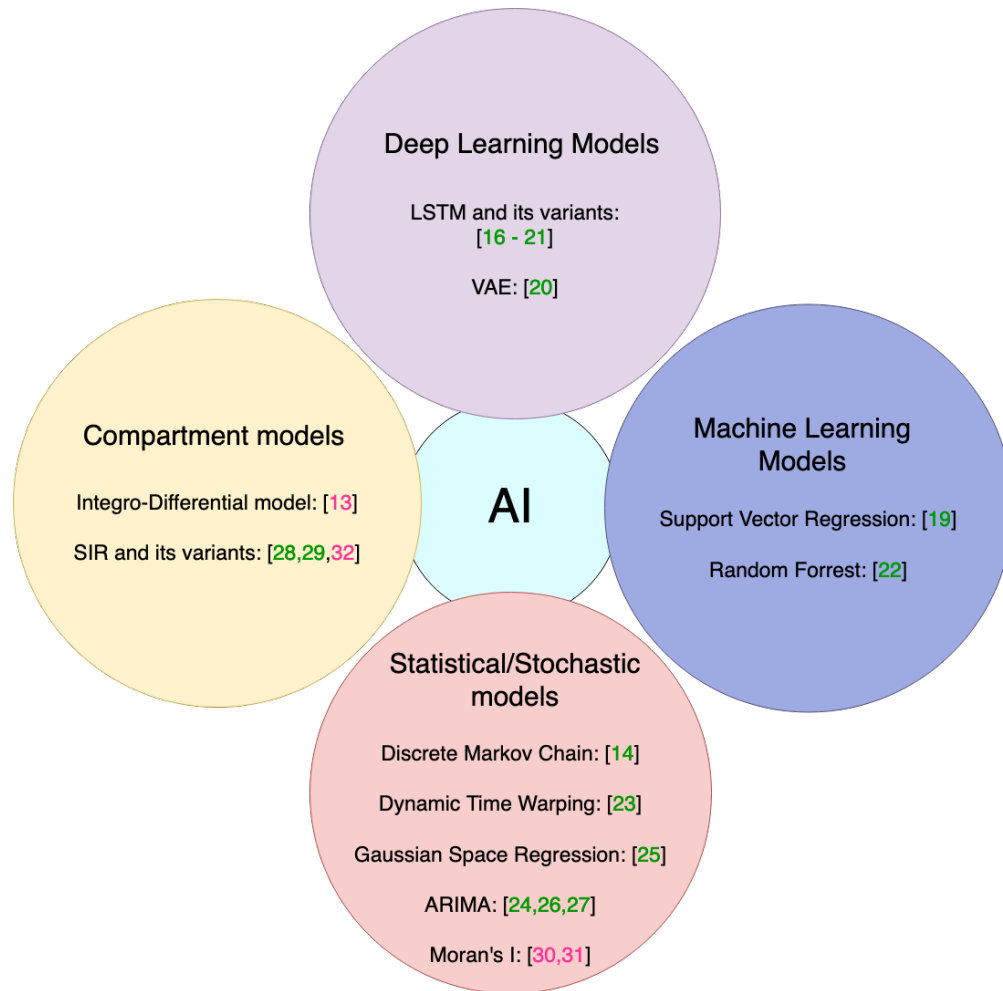 Deep Learning Models
LSTM and its variants:
[16 - 21]
VAE: [20]
Compartment models
Integro-Differential model: [13]
SIR and its variants: [28,29,32]
AI
Machine Learning
Models
Support Vector Regression: [19]
Random Forrest: [22]
Statistical/Stochastic
models
Discrete Markov Chain: [14]
Dynamic Time Warping: [23]
Gaussian Space Regression: [25]
ARIMA: [24,26,27]
Moran's I: [30,31]